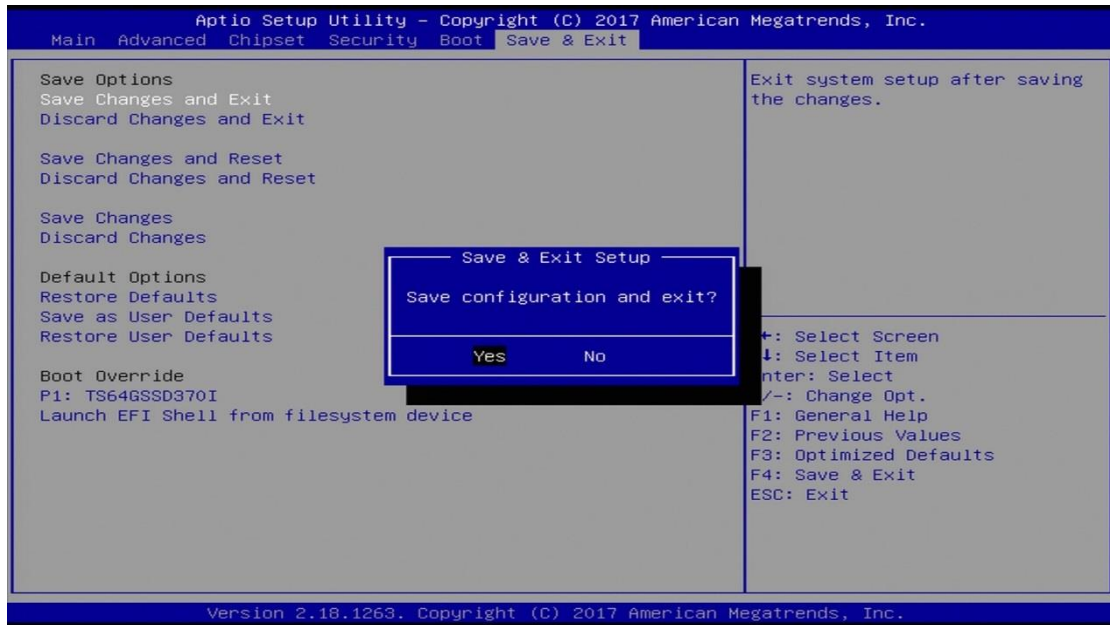 Aptio Setup Utility – Copyright (C) 2017 American Megatrends, Inc.
Main Advanced Chipset Security Boot Save & Exit
Save Options
Save Changes and Exit
Discard Changes and Exit
Save Changes and Reset
Discard Changes and Reset
Save Changes
Discard Changes
Default Options
Restore Defaults
Save as User Defaults
Restore User Defaults
Boot Override
P1: TS64GSSD370I
Launch EFI Shell from filesystem device
Save & Exit Setup
Save configuration and exit?
Yes No
Exit system setup after saving
the changes.
←: Select Screen
↓: Select Item
nter: Select
/-: Change Opt.
F1: General Help
F2: Previous Values
F3: Optimized Defaults
F4: Save & Exit
ESC: Exit
Version 2.18.1263. Copyright (C) 2017 American Megatrends, Inc.